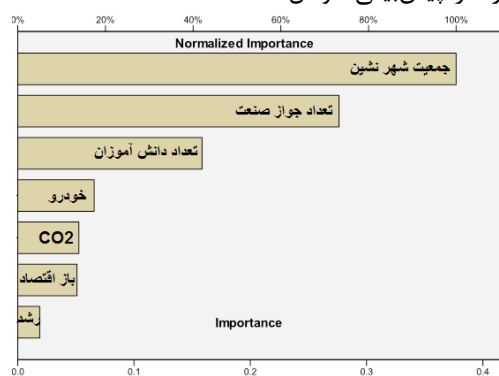 0% 20% 40% 60% 80% 100%
Normalized Importance
جمعیت شهر نشین
تعداد جواز صنعت
تعداد دانش آموزان
خودرو
CO2
باز اقتصاد
رشد
Importance
0.0 0.1 0.2 0.3 0.4